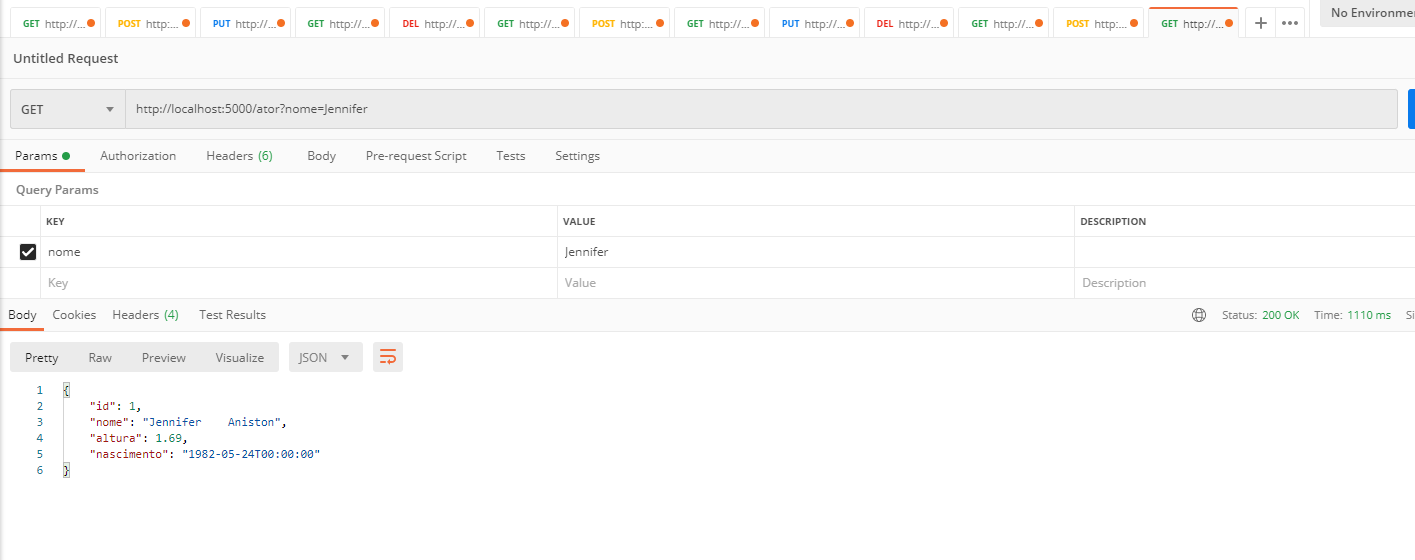 GET http://... POST http:... PUT http://... GET http://... DEL http://... GET http://... POST http:... GET http://... PUT http://... DEL http://... GET http://... POST http:... GET http://... + ••• No Environme
Untitled Request
GET http://localhost:5000/ator?nome=Jennifer
Params Authorization Headers (6) Body Pre-request Script Tests Settings
Query Params
KEY VALUE DESCRIPTION
nome Jennifer
Key Value Description
Body Cookies Headers (4) Test Results Status: 200 OK Time: 1110 ms Si
Pretty Raw Preview Visualize JSON
1 {
2 "id": 1,
3 "nome": "Jennifer    Aniston",
4 "altura": 1.69,
5 "nascimento": "1982-05-24T00:00:00"
6 }